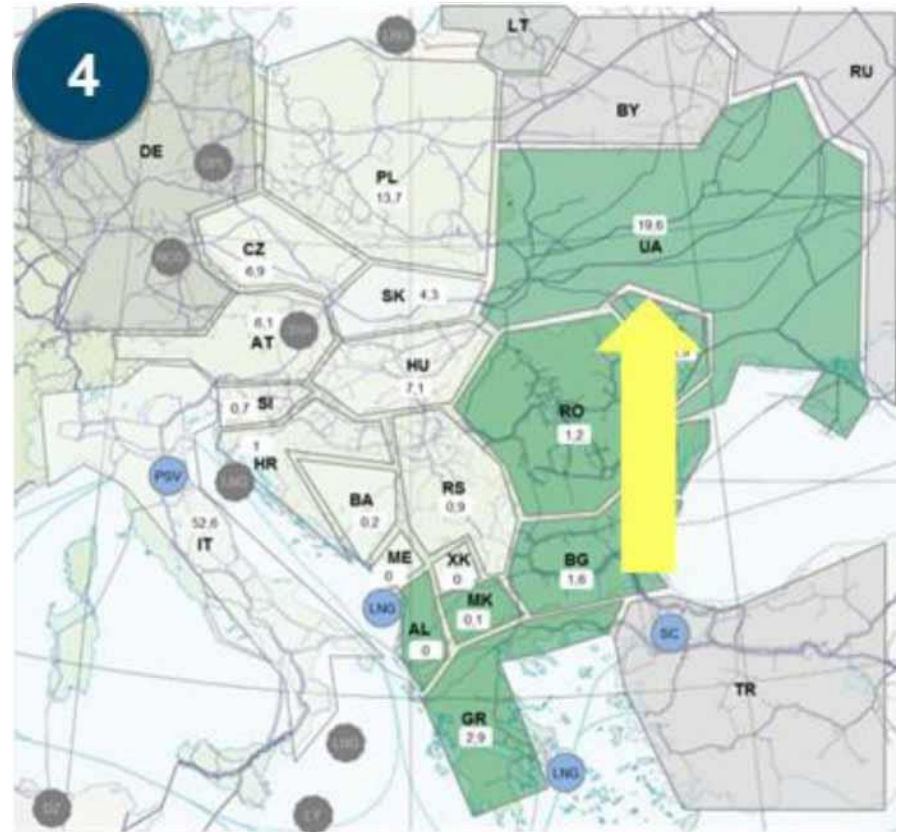 4
LT
RU
BY
DE
PL
13,7
19,6
UA
CZ
6,9
SK 4,3
6,1
AT
HU
7,1
SI
0,7
RO
1,2
1
HR
LNG
PSV
RS
0,9
BA
0,2
52,6
IT
ME
0
XK
0
BG
1,6
LNG
MK
0,1
AL
0
SC
TR
GR
2,9
LNG
LNG